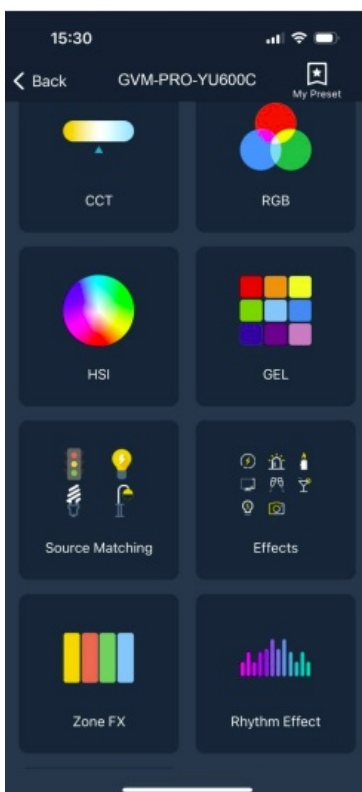 15:30
Back GVM-PRO-YU600C
My Preset
CCT RGB
HSI GEL
Source Matching Effects
Zone FX Rhythm Effect